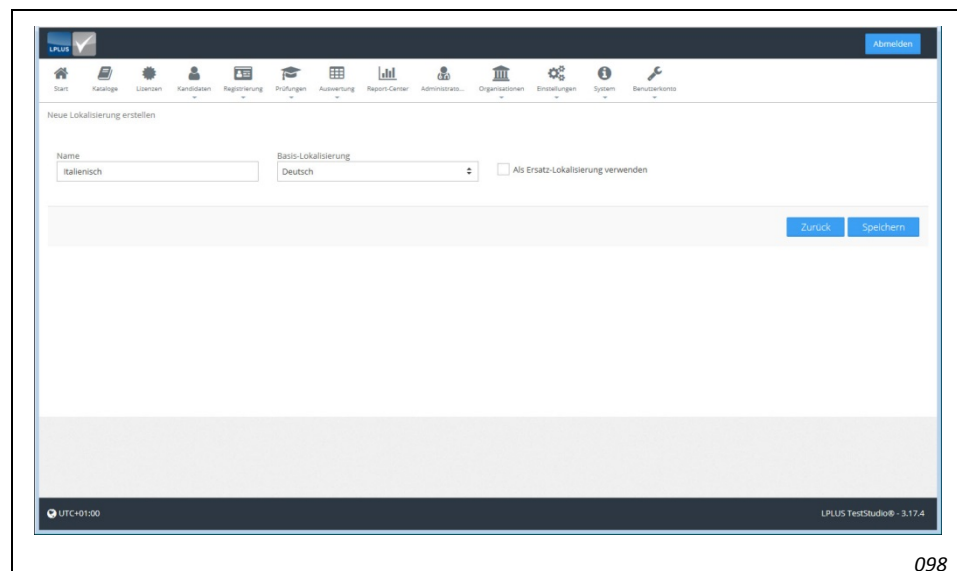 LPLUS
Abmelden
Start Kataloge Lizenzen Kandidaten Registrierung Prüfungen Auswertung Report-Center Administrato... Organisationen Einstellungen System Benutzerkonto
Neue Lokalisierung erstellen
Name Basis-Lokalisierung
Italienisch Deutsch Als Ersatz-Lokalisierung verwenden
Zurück Speichern
UTC+01:00 LPLUS TestStudio® - 3.17.4
098